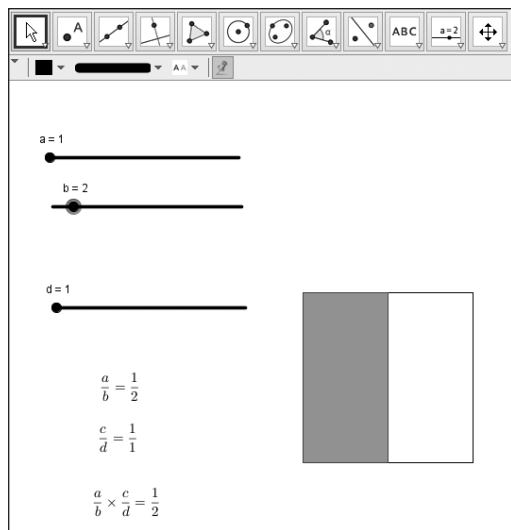 A
α
ABC
a=2
A A
a = 1
b = 2
d = 1
a/b = 1/2
c/d = 1/1
a/b × c/d = 1/2